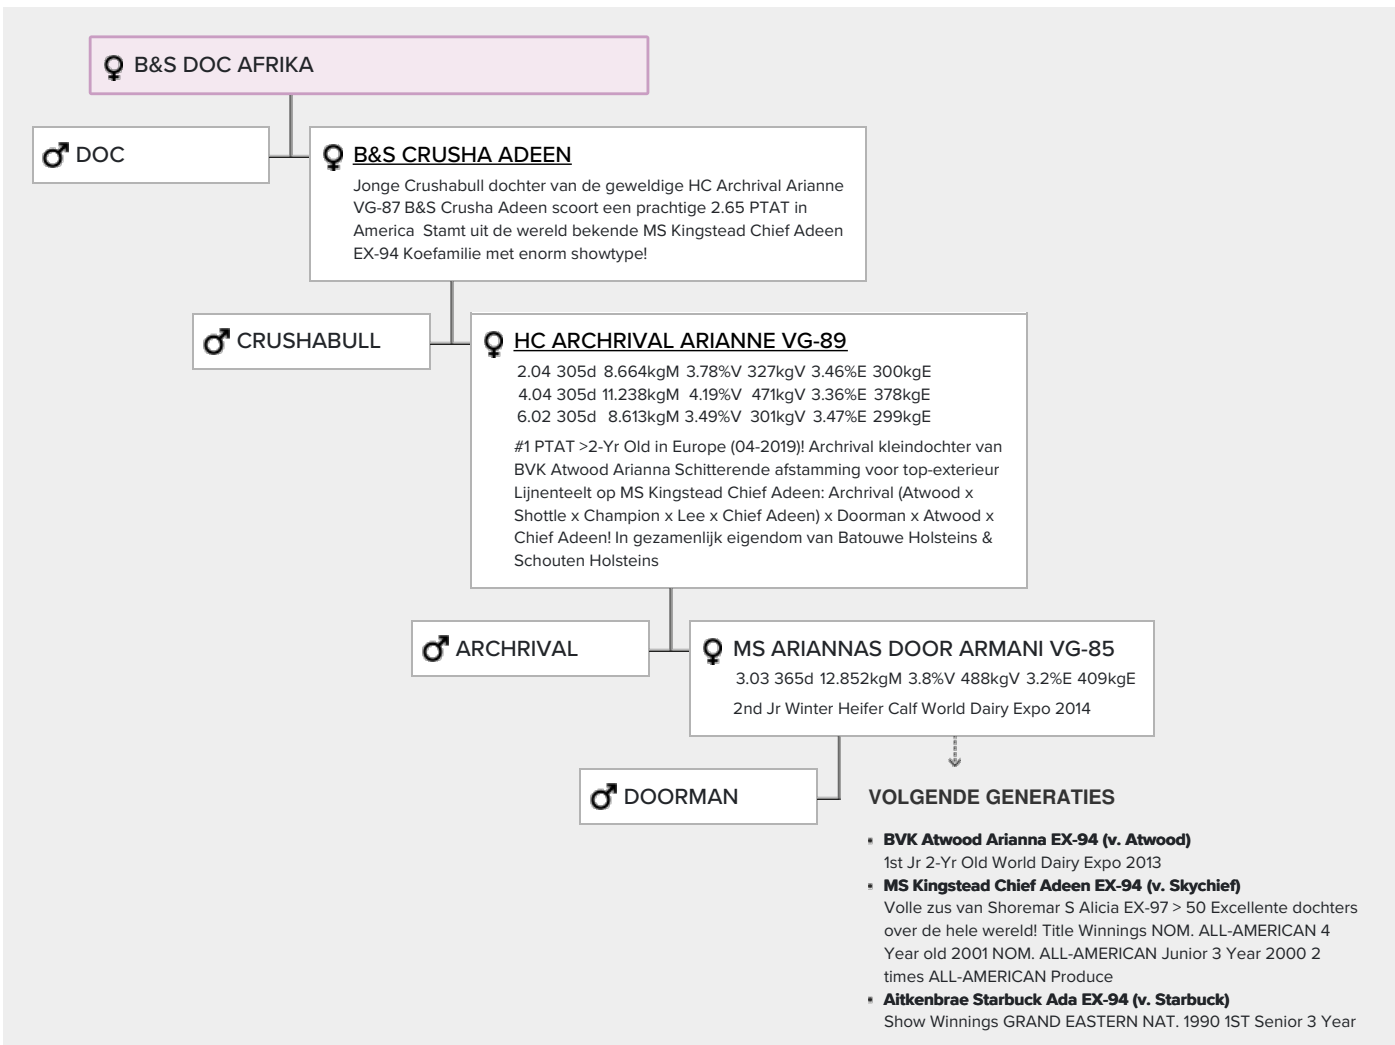 B&S DOC AFRIKA
DOC
B&S CRUSHA ADEEN
Jonge Crushabull dochter van de geweldige HC Archrival Arianne
VG-87 B&S Crusha Adeen scoort een prachtige 2.65 PTAT in
America Stamt uit de wereld bekende MS Kingstead Chief Adeen
EX-94 Koefamilie met enorm showtype!
CRUSHABULL
HC ARCHRIVAL ARIANNE VG-89
2.04 305d 8.664kgM 3.78%V 327kgV 3.46%E 300kgE
4.04 305d 11.238kgM 4.19%V 471kgV 3.36%E 378kgE
6.02 305d 8.613kgM 3.49%V 301kgV 3.47%E 299kgE
#1 PTAT >2-Yr Old in Europe (04-2019)! Archrival kleindochter van
BVK Atwood Arianna Schitterende afstamming voor top-exterieur
Lijnenteelt op MS Kingstead Chief Adeen: Archrival (Atwood x
Shottle x Champion x Lee x Chief Adeen) x Doorman x Atwood x
Chief Adeen! In gezamenlijk eigendom van Batouwe Holsteins &
Schouten Holsteins
ARCHRIVAL
MS ARIANNAS DOOR ARMANI VG-85
3.03 365d 12.852kgM 3.8%V 488kgV 3.2%E 409kgE
2nd Jr Winter Heifer Calf World Dairy Expo 2014
DOORMAN
VOLGENDE GENERATIES
BVK Atwood Arianna EX-94 (v. Atwood)
1st Jr 2-Yr Old World Dairy Expo 2013
MS Kingstead Chief Adeen EX-94 (v. Skychief)
Volle zus van Shoremar S Alicia EX-97 > 50 Excellente dochters
over de hele wereld! Title Winnings NOM. ALL-AMERICAN 4
Year old 2001 NOM. ALL-AMERICAN Junior 3 Year 2000 2
times ALL-AMERICAN Produce
Aitkenbrae Starbuck Ada EX-94 (v. Starbuck)
Show Winnings GRAND EASTERN NAT. 1990 1ST Senior 3 Year